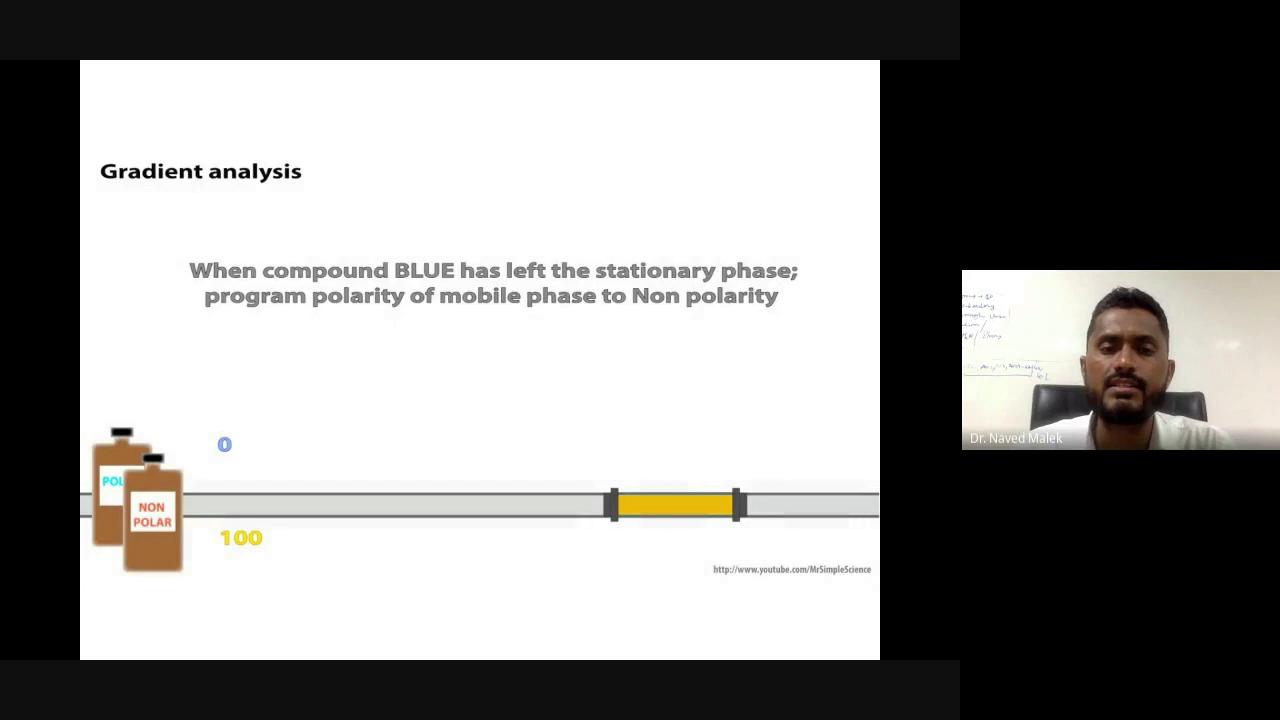 Gradient analysis
When compound BLUE has left the stationary phase;
program polarity of mobile phase to Non polarity
0
POL
NON
POLAR
100
http://www.youtube.com/MrSimpleScience
Dr. Naved Malek